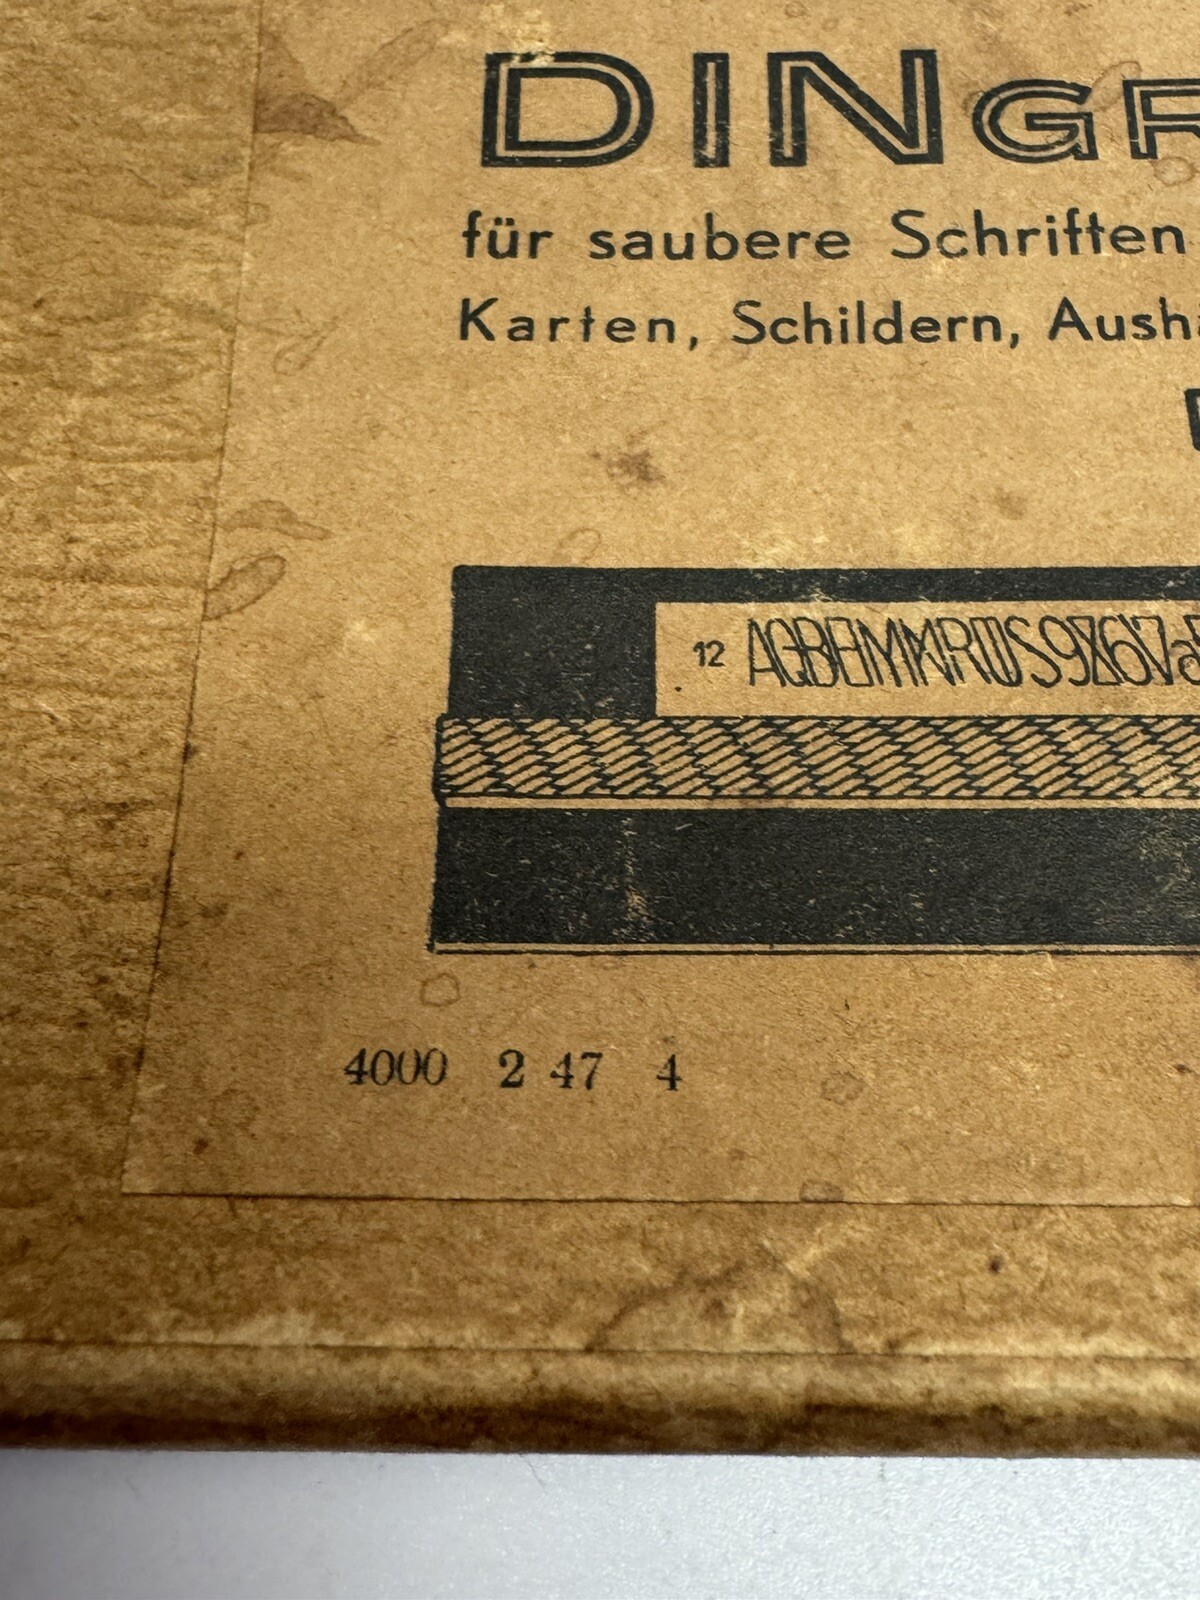 DINGR
für saubere Schriften
Karten, Schildern, Aush
12
4000 2 47 4